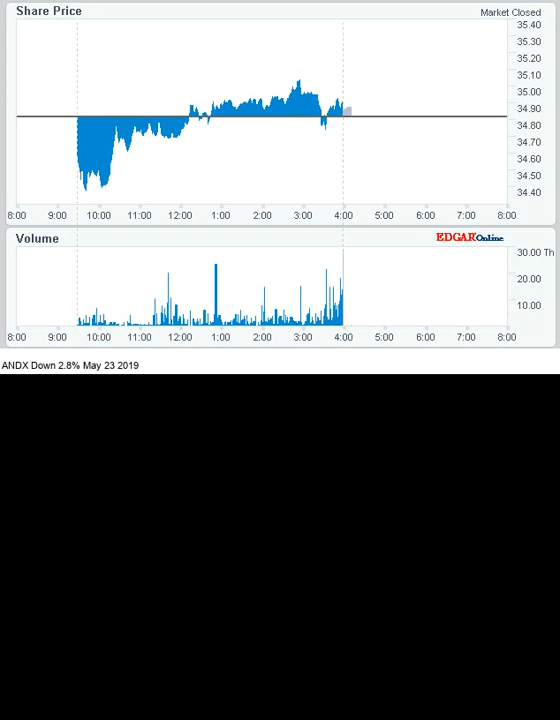 Share Price
Market Closed
35.40
35.30
35.20
35.10
35.00
34.90
34.80
34.70
34.60
34.50
34.40
8:00 9:00 10:00 11:00 12:00 1:00 2:00 3:00 4:00 5:00 6:00 7:00 8:00
Volume
EDGAR Online
30.00 Th
20.00
10.00
8:00 9:00 10:00 11:00 12:00 1:00 2:00 3:00 4:00 5:00 6:00 7:00 8:00
ANDX Down 2.8% May 23 2019